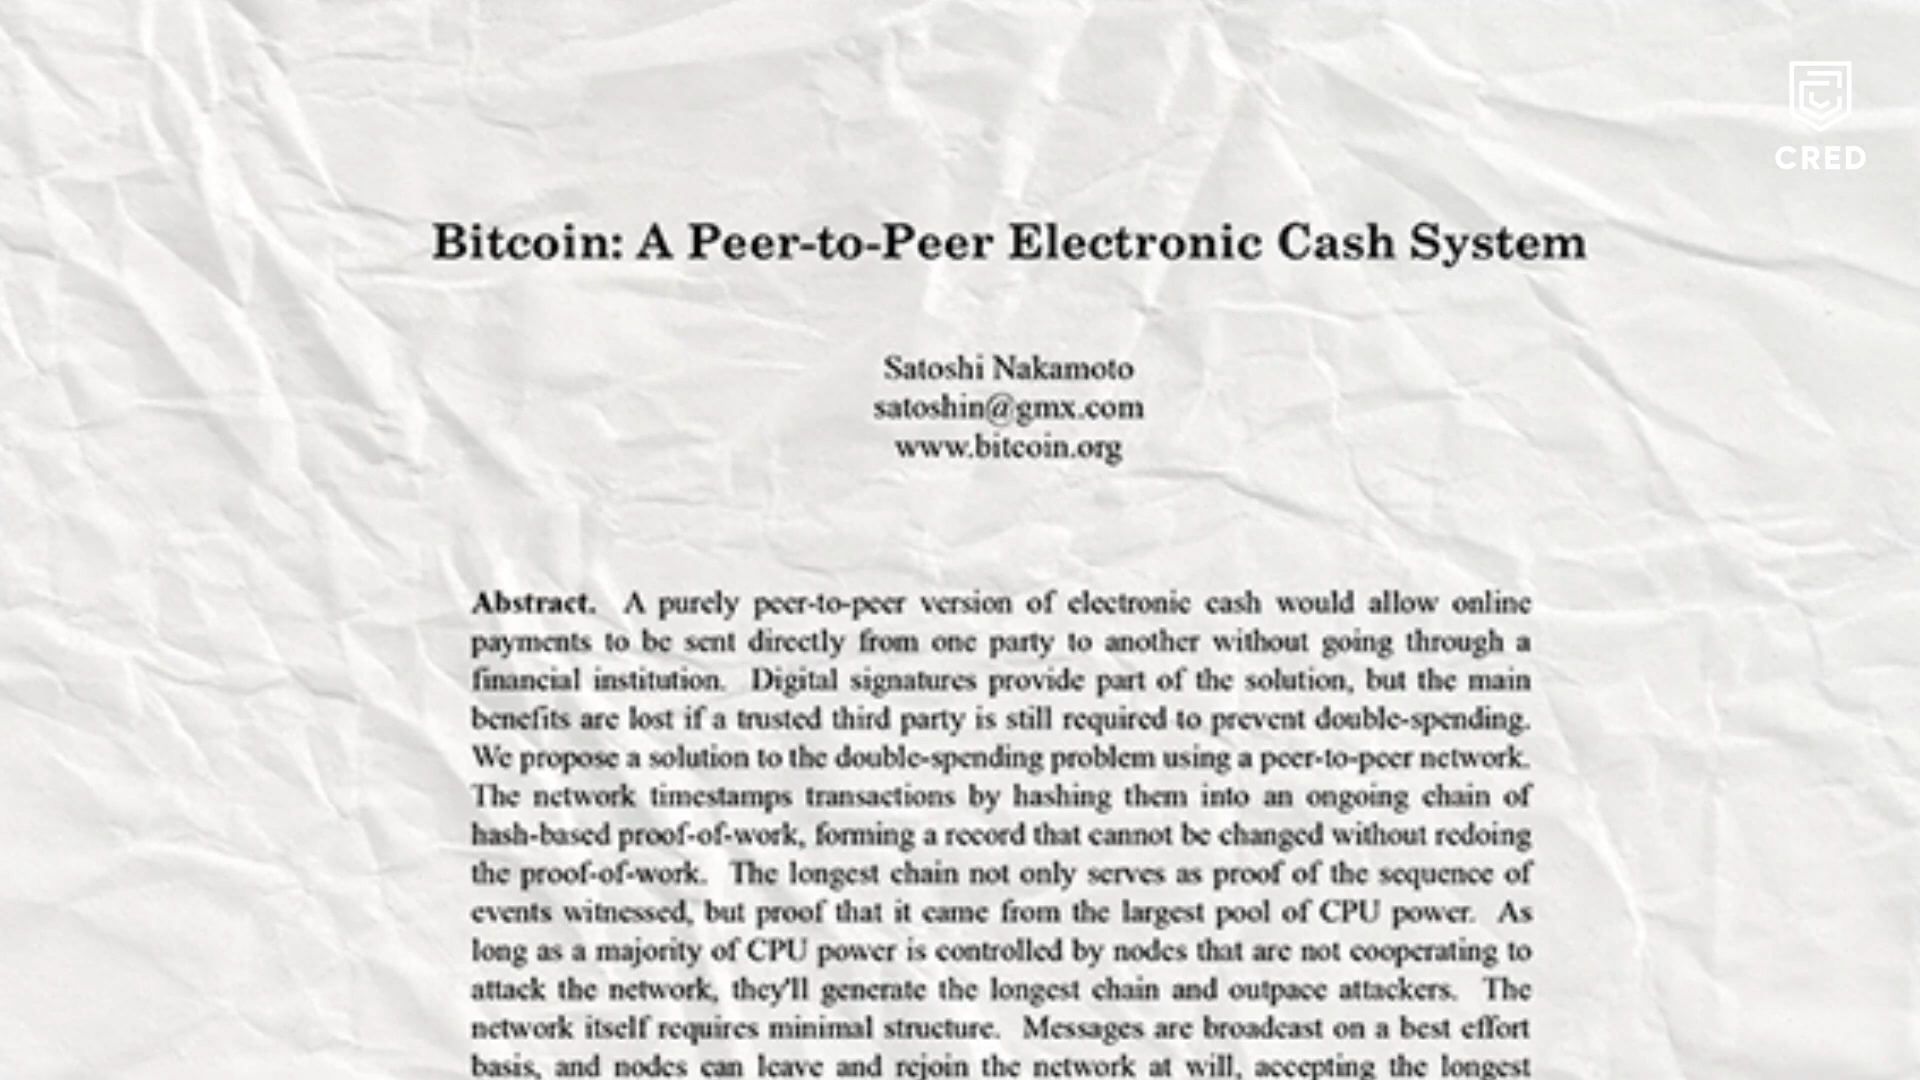 CRED
Bitcoin: A Peer-to-Peer Electronic Cash System
Satoshi Nakamoto
satoshin@gmx.com
www.bitcoin.org
Abstract. A purely peer-to-peer version of electronic cash would allow online
payments to be sent directly from one party to another without going through a
financial institution. Digital signatures provide part of the solution, but the main
benefits are lost if a trusted third party is still required to prevent double-spending.
We propose a solution to the double-spending problem using a peer-to-peer network.
The network timestamps transactions by hashing them into an ongoing chain of
hash-based proof-of-work, forming a record that cannot be changed without redoing
the proof-of-work. The longest chain not only serves as proof of the sequence of
events witnessed, but proof that it came from the largest pool of CPU power. As
long as a majority of CPU power is controlled by nodes that are not cooperating to
attack the network, they'll generate the longest chain and outpace attackers. The
network itself requires minimal structure. Messages are broadcast on a best effort
basis, and nodes can leave and rejoin the network at will, accepting the longest